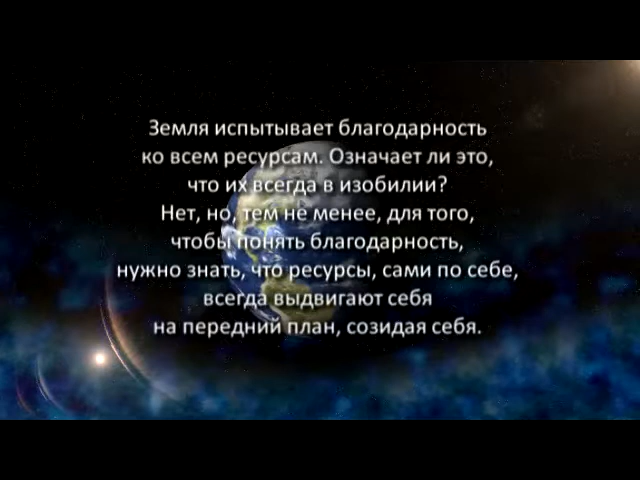 Земля испытывает благодарность
ко всем ресурсам. Означает ли это,
что их всегда в изобилии?
Нет, но, тем не менее, для того,
чтобы понять благодарность,
нужно знать, что ресурсы, сами по себе,
всегда выдвигают себя
на передний план, созидая себя.